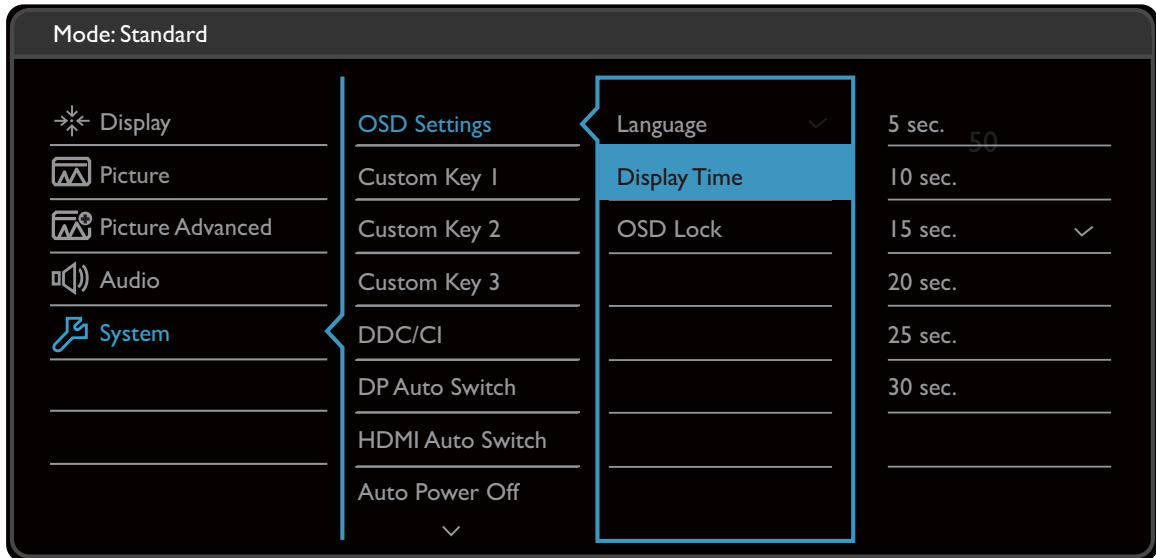 Mode: Standard
Display
Picture
Picture Advanced
Audio
System
OSD Settings
Custom Key 1
Custom Key 2
Custom Key 3
DDC/CI
DP Auto Switch
HDMI Auto Switch
Auto Power Off
Language
Display Time
OSD Lock
5 sec.
50
10 sec.
15 sec.
20 sec.
25 sec.
30 sec.